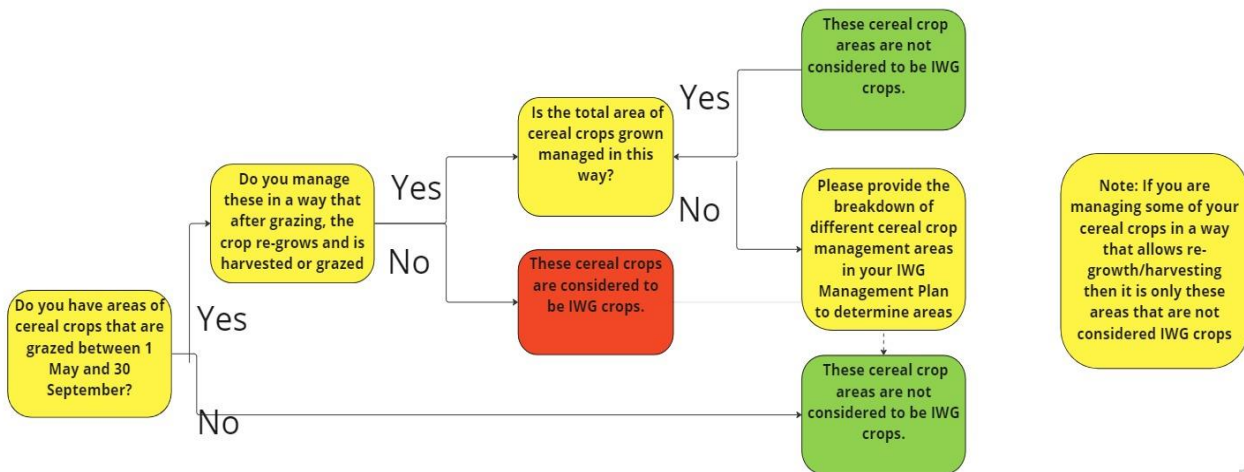 Do you have areas of
cereal crops that are
grazed between 1
May and 30
September?
Yes
No
Do you manage
these in a way that
after grazing, the
crop re-grows and is
harvested or grazed
Yes
No
Is the total area of
cereal crops grown
managed in this
way?
Yes
No
These cereal crops
are considered to
be IWG crops.
These cereal crop
areas are not
considered to be IWG
crops.
Please provide the
breakdown of
different cereal crop
management areas
in your IWG
Management Plan
to determine areas
These cereal crop
areas are not
considered to be IWG
crops.
Note: If you are
managing some of your
cereal crops in a way
that allows re-
growth/harvesting
then it is only these
areas that are not
considered IWG crops